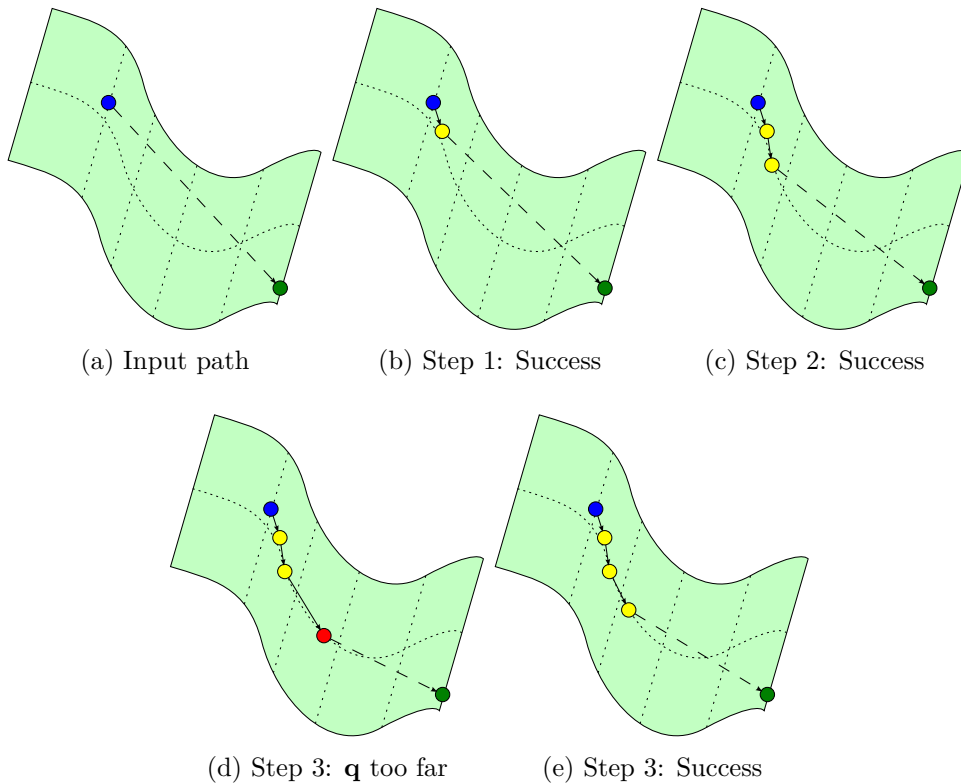 (a) Input path
(b) Step 1: Success
(c) Step 2: Success
(d) Step 3: q too far
(e) Step 3: Success